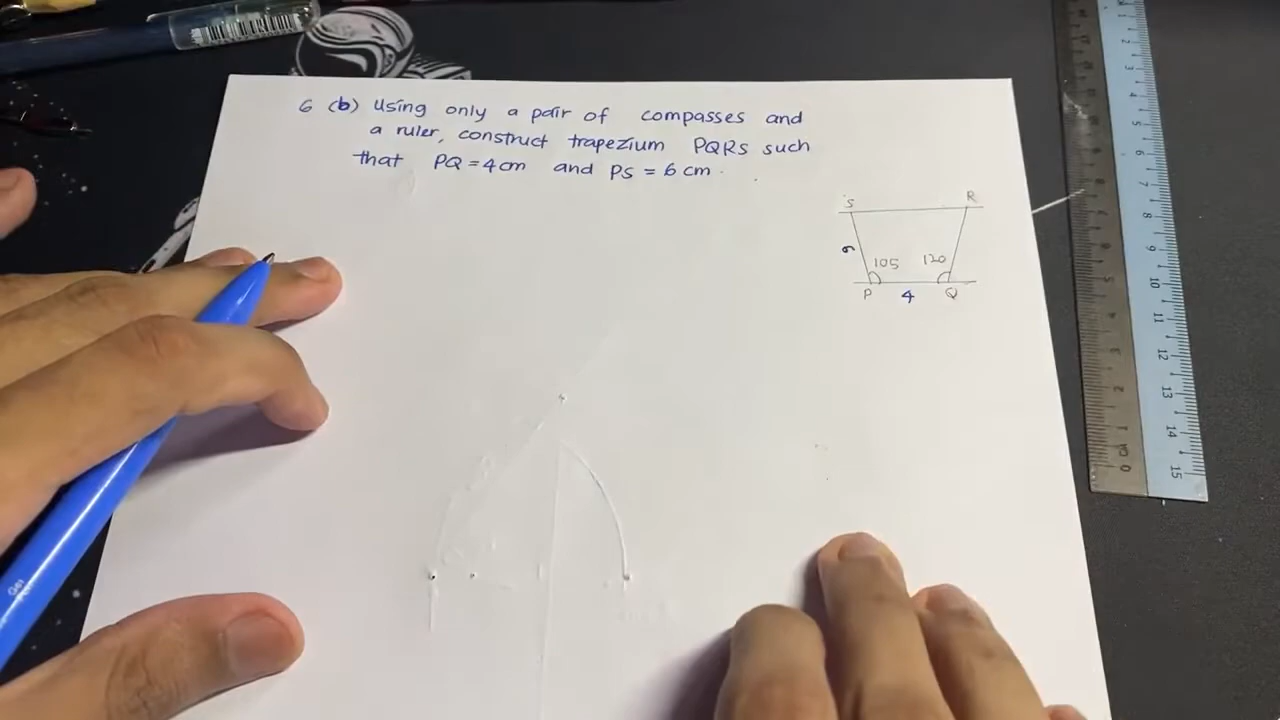 6 (b) Using only a pair of compasses and
a ruler, construct trapezium PQRS such
that PQ = 4 cm and PS = 6 cm.
S R
6 105 120
P 4 Q